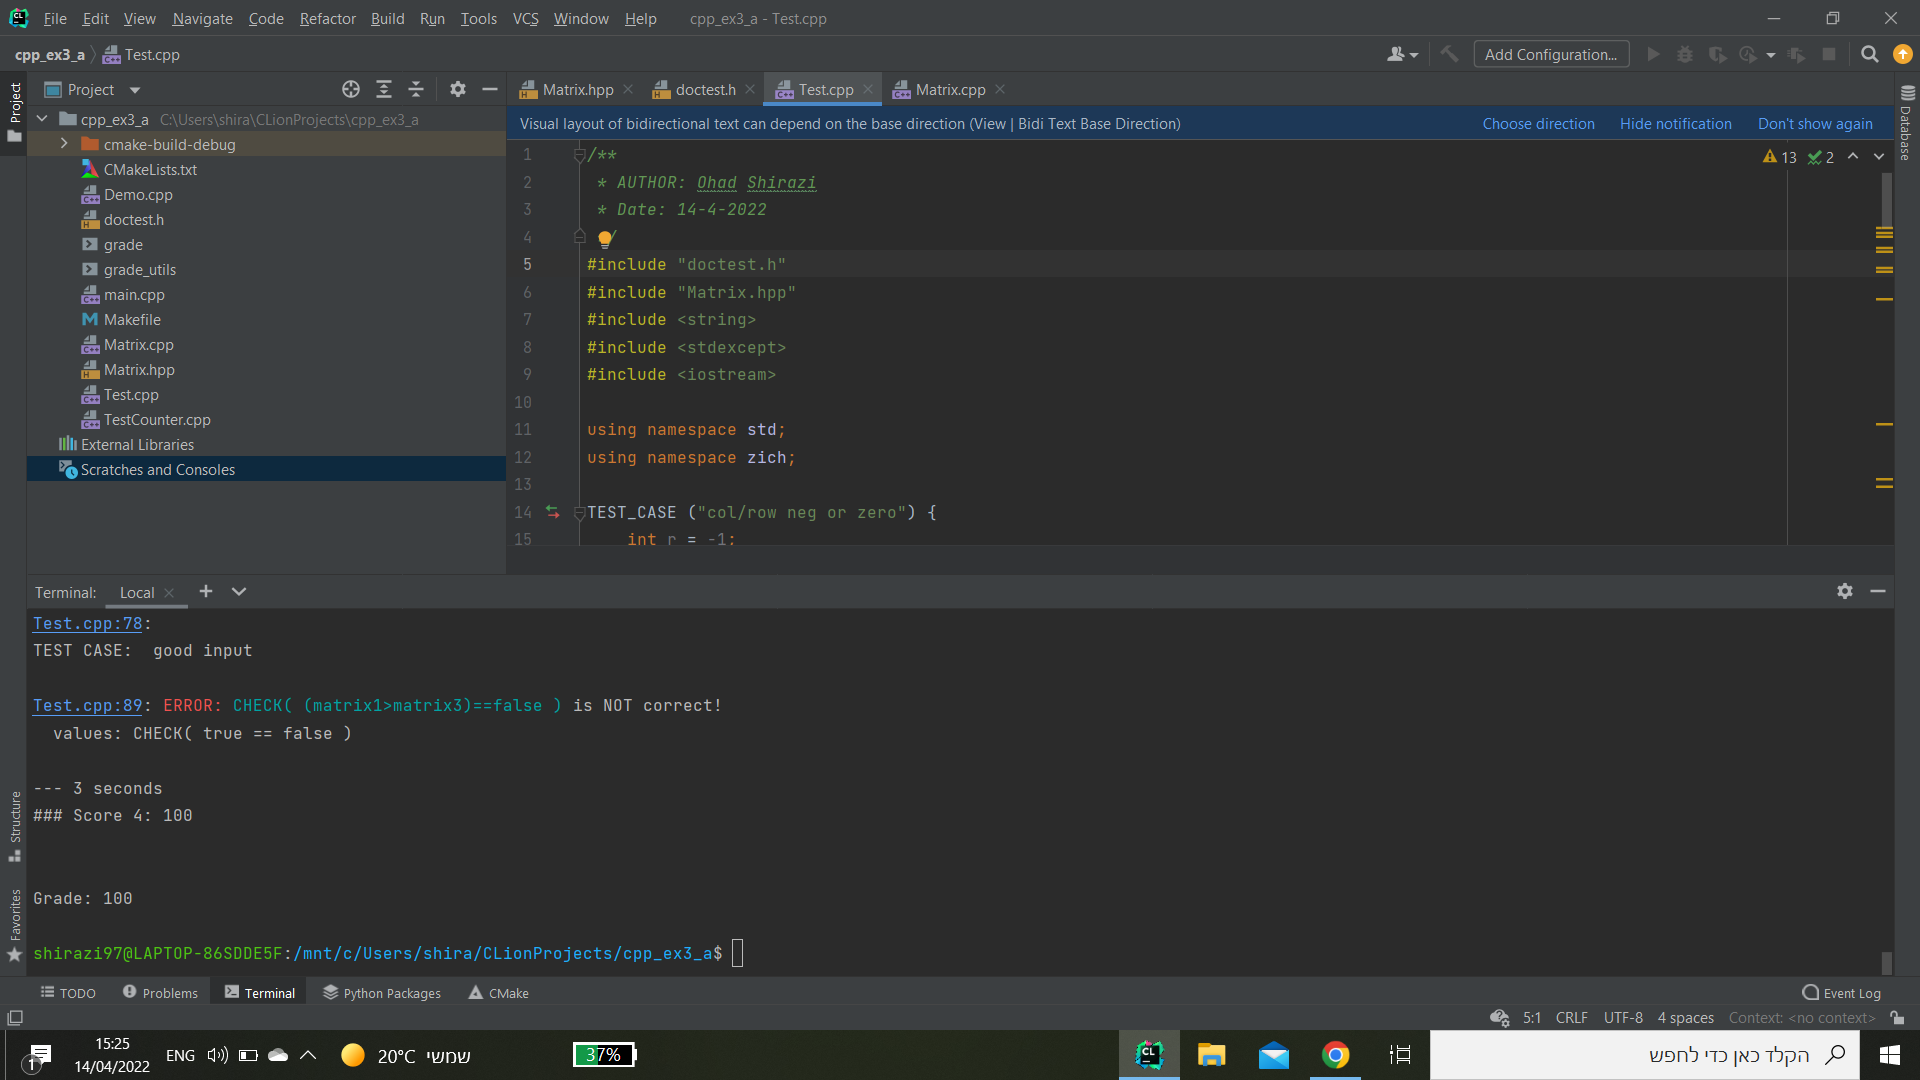 File Edit View Navigate Code Refactor Build Run Tools VCS Window Help cpp_ex3_a - Test.cpp
cpp_ex3_a Test.cpp Add Configuration...
Project
Project
cpp_ex3_a C:\Users\shira\CLionProjects\cpp_ex3_a
cmake-build-debug
CMakeLists.txt
Demo.cpp
doctest.h
grade
grade_utils
main.cpp
Makefile
Matrix.cpp
Matrix.hpp
Test.cpp
TestCounter.cpp
External Libraries
Scratches and Consoles
Matrix.hpp doctest.h Test.cpp Matrix.cpp
Visual layout of bidirectional text can depend on the base direction (View | Bidi Text Base Direction) Choose direction Hide notification Don't show again
Database
13 2
1 /**
2 * AUTHOR: Ohad Shirazi
3 * Date: 14-4-2022
4 /
5 #include "doctest.h"
6 #include "Matrix.hpp"
7 #include <string>
8 #include <stdexcept>
9 #include <iostream>
10
11 using namespace std;
12 using namespace zich;
13
14 TEST_CASE ("col/row neg or zero") {
15 int r = -1;
Terminal: Local
Test.cpp:78:
TEST CASE:  good input
Test.cpp:89: ERROR: CHECK( (matrix1>matrix3)==false ) is NOT correct!
values: CHECK( true == false )
--- 3 seconds
### Score 4: 100
Grade: 100
shirazi97@LAPTOP-86SDDE5F:/mnt/c/Users/shira/CLionProjects/cpp_ex3_a$
Structure
Favorites
TODO Problems Terminal Python Packages CMake Event Log
5:1 CRLF UTF-8 4 spaces Context: <no context>
1 15:25 ENG 20°C שמשי 37% CL הקלד כאן כדי לחפש
14/04/2022